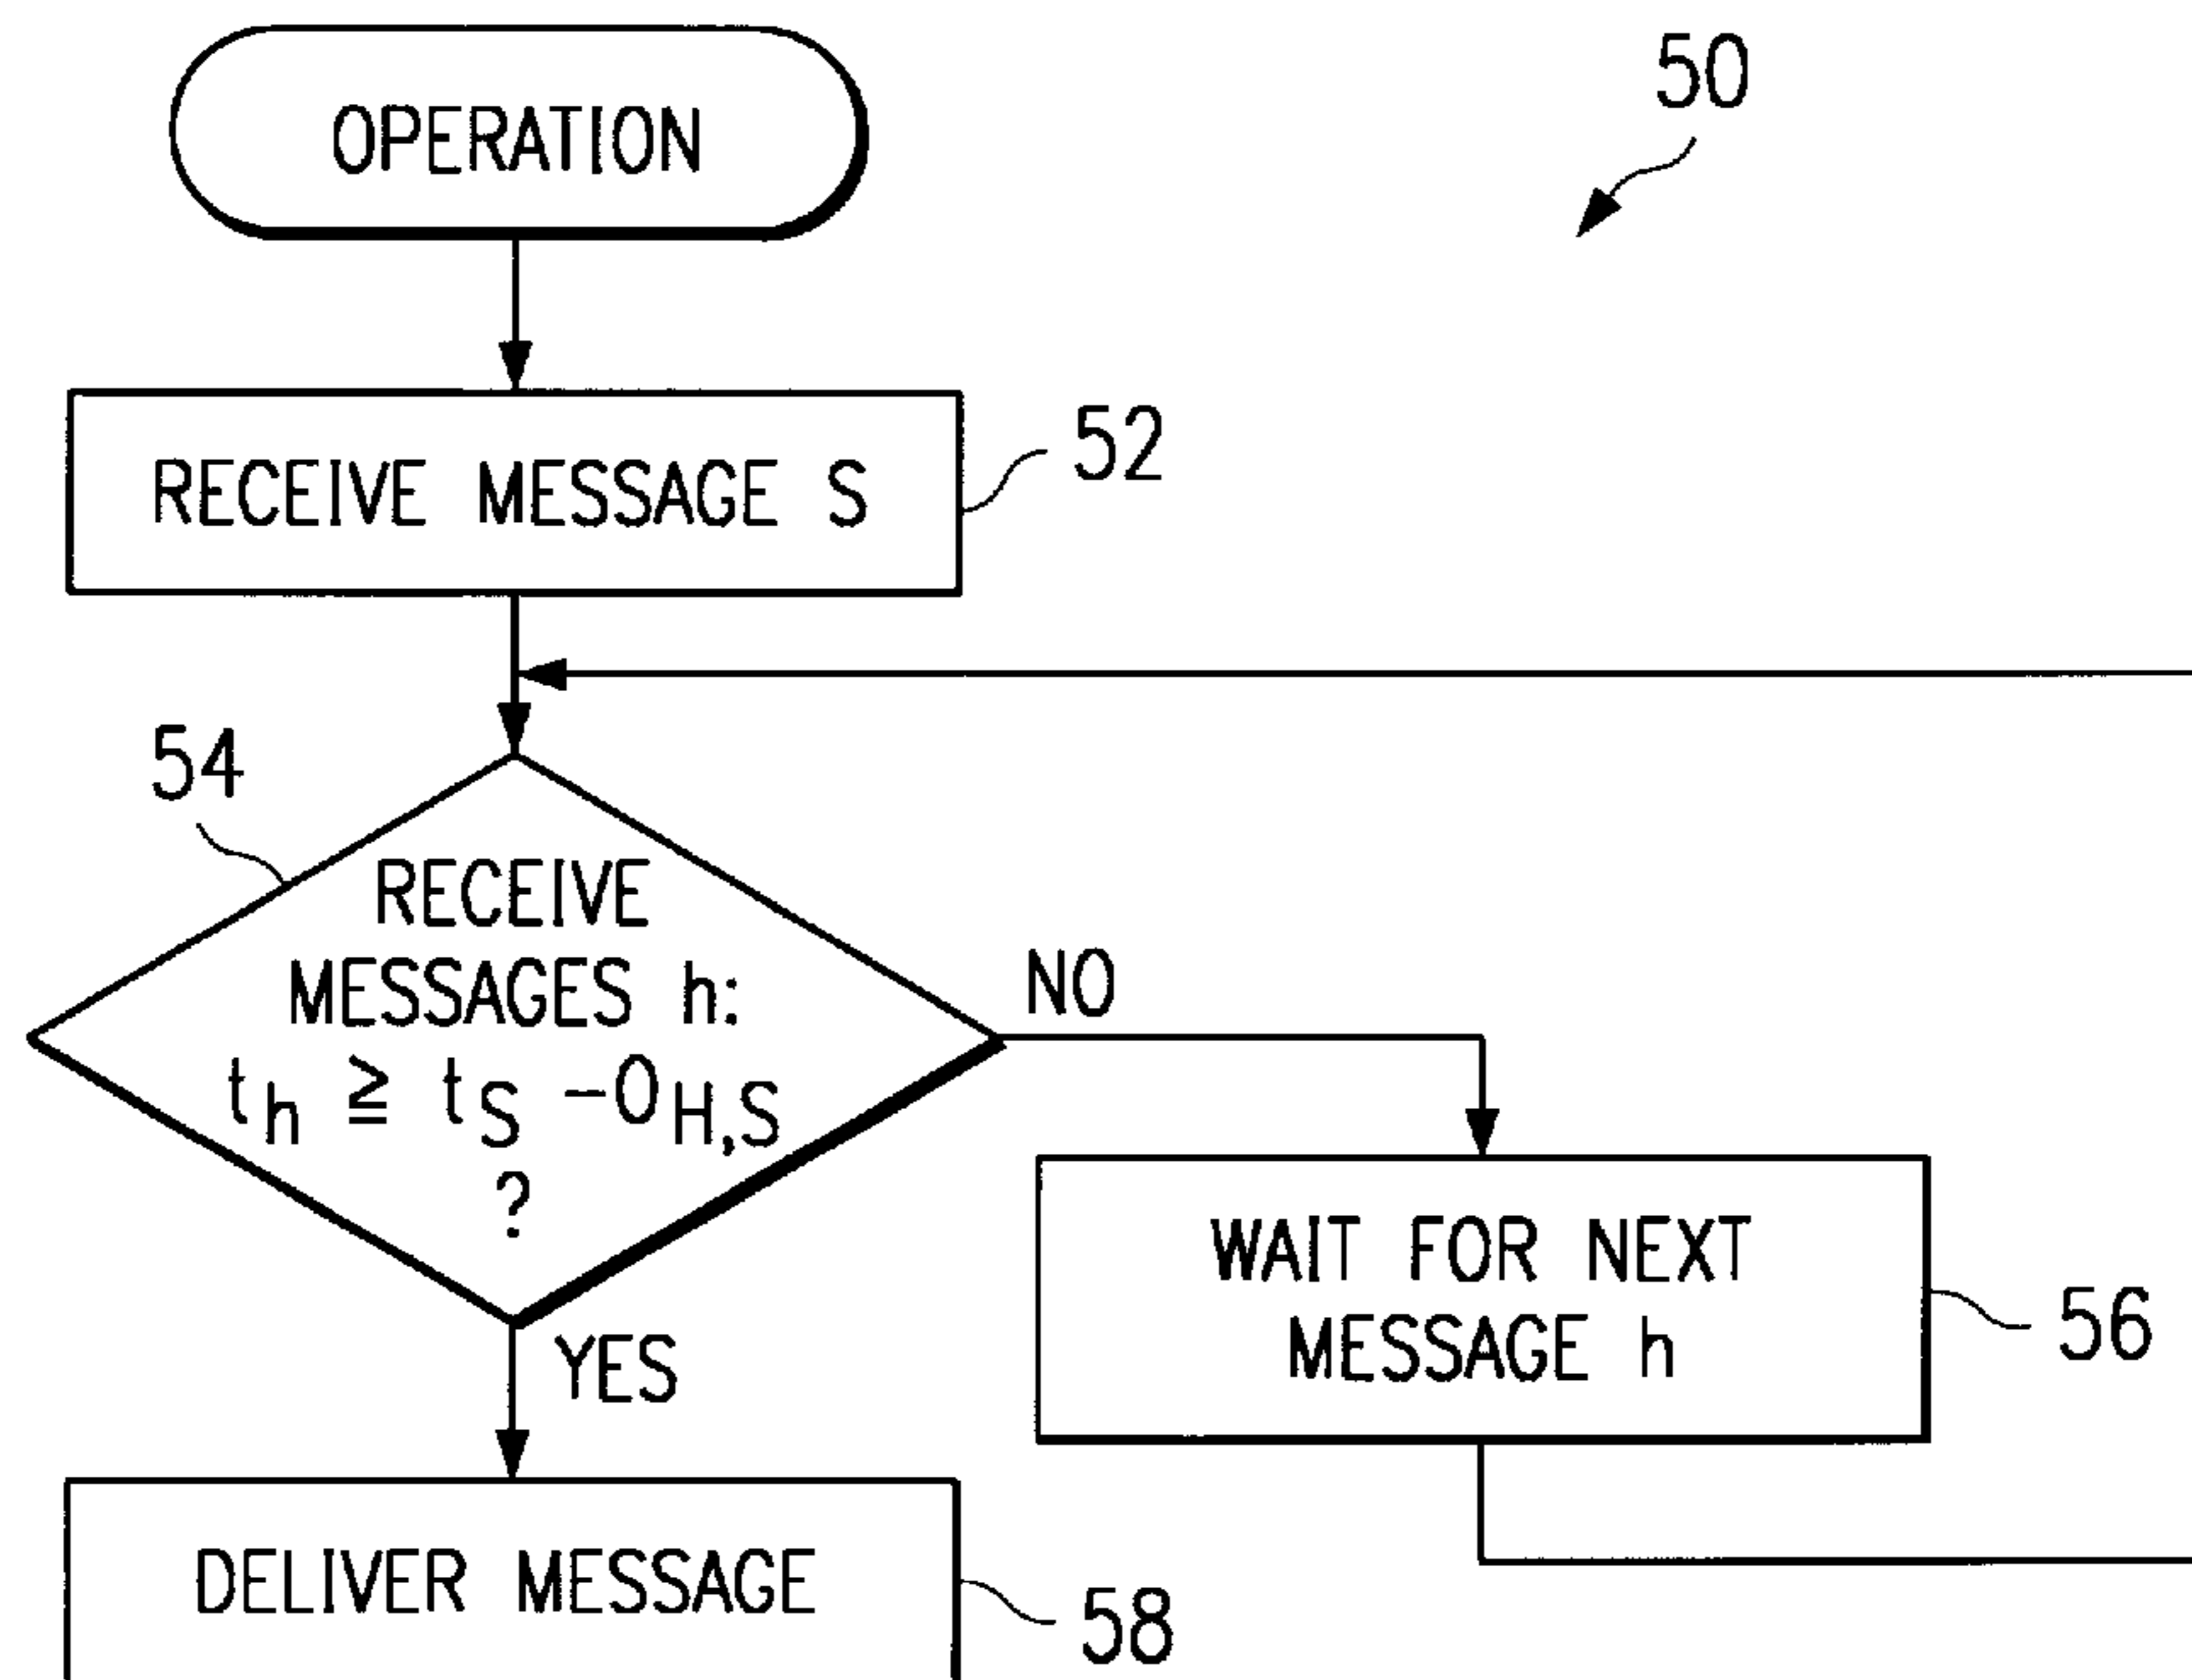 OPERATION
50
RECEIVE MESSAGE S
52
54
RECEIVE
MESSAGES h:
t_h ≧ t_S -O_H,S
?
NO
YES
WAIT FOR NEXT
MESSAGE h
56
DELIVER MESSAGE
58